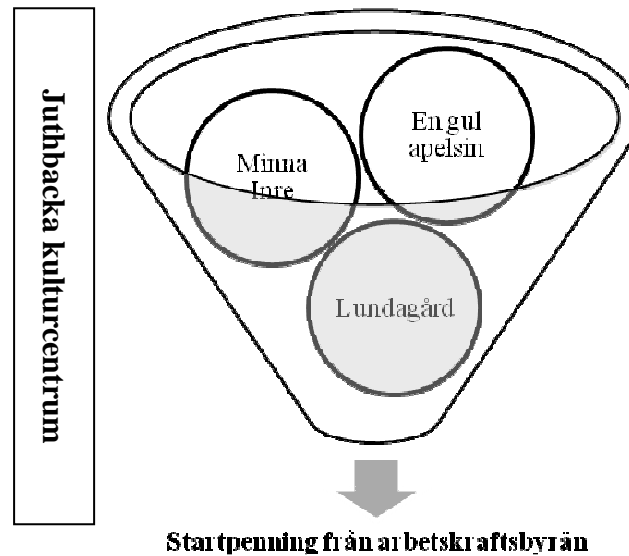 Juthbacka kulturcentrum
En gul
apelsin
Minna
Inre
Lundagård
Startpenning från arbetskraftsbyrån